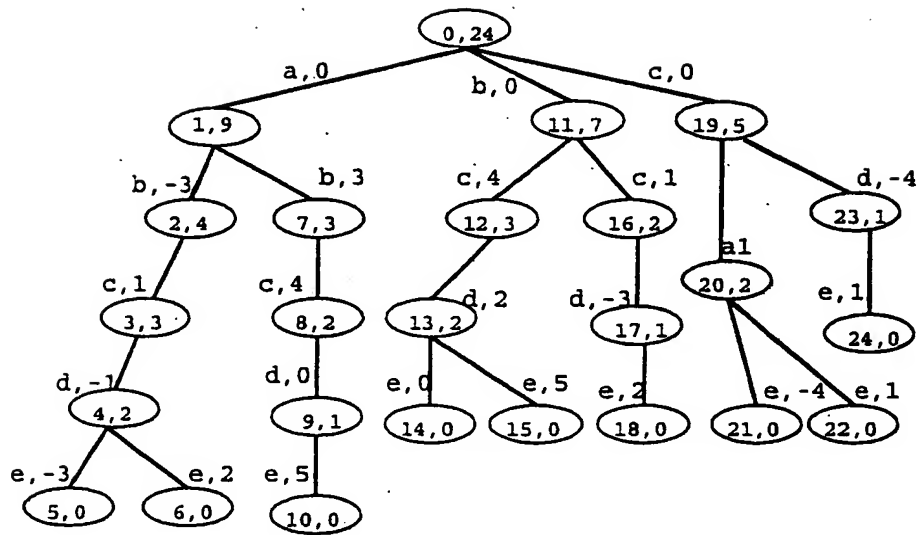 0,24
a,0 b,0 c,0
1,9 11,7 19,5
b,-3 b,3 c,4 c,1 d,-4
2,4 7,3 12,3 16,2 23,1
a1
c,1 c,4 d,2 d,-3 20,2 e,1
3,3 8,2 13,2 17,1 24,0
d,-1 d,0 e,0 e,5 e,2 e,-4 e,1
4,2 9,1 14,0 15,0 18,0 21,0 22,0
e,-3 e,2 e,5
5,0 6,0 10,0